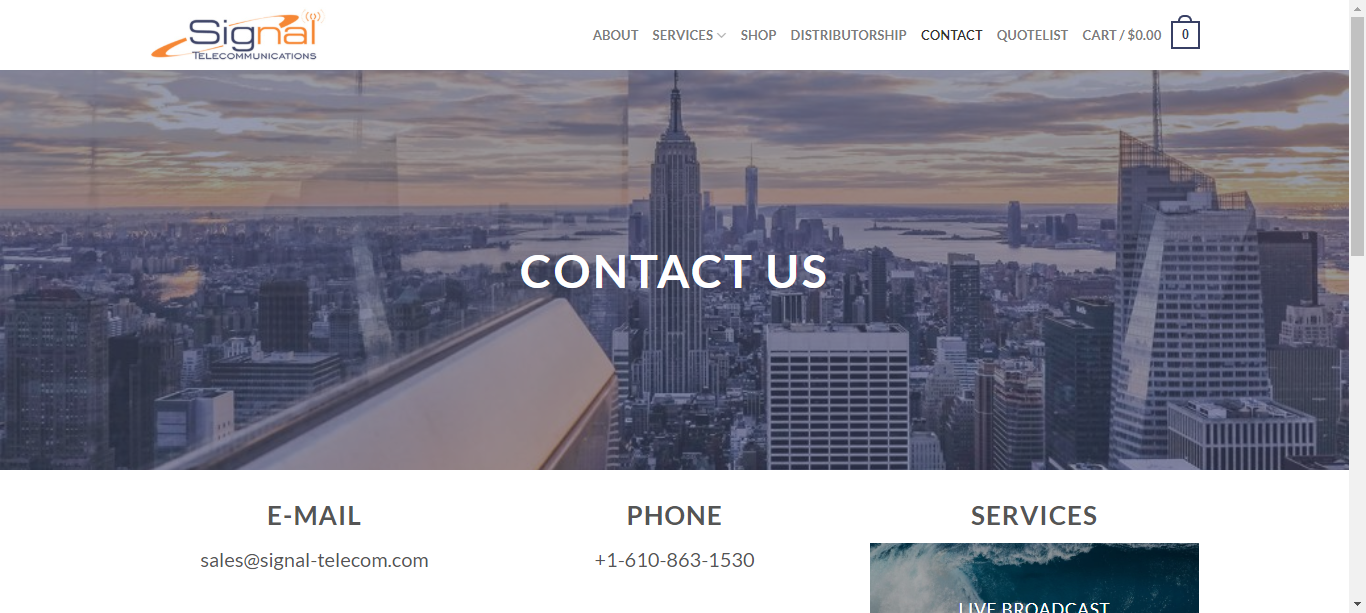 Signal
TELECOMMUNICATIONS
ABOUT SERVICES SHOP DISTRIBUTORSHIP CONTACT QUOTELIST CART / $0.00 0
CONTACT US
E-MAIL
sales@signal-telecom.com
PHONE
+1-610-863-1530
SERVICES
LIVE BROADCAST